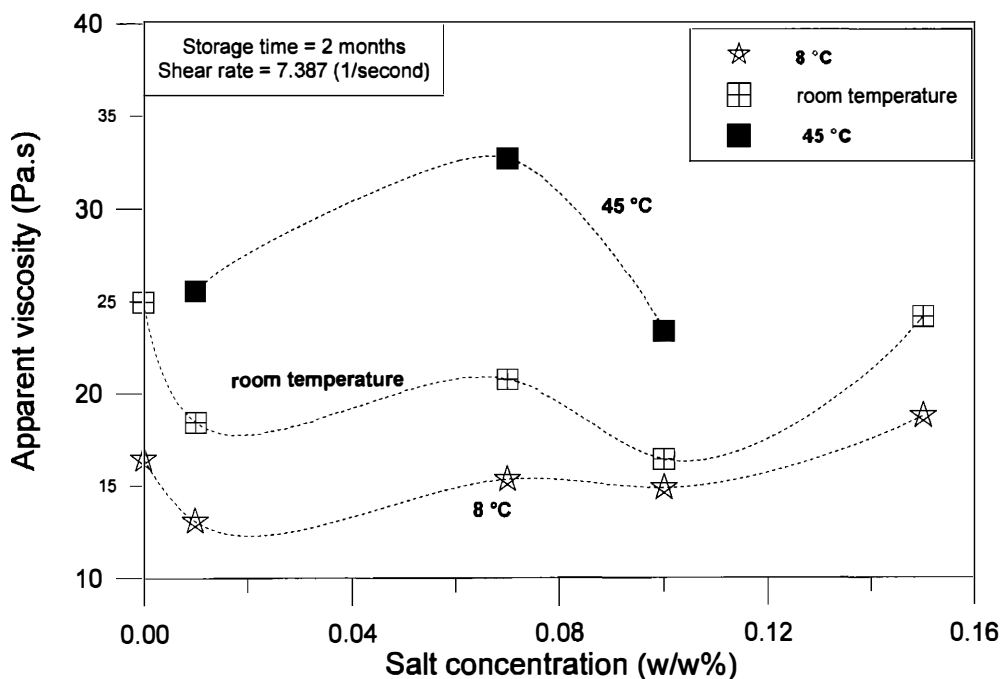 40
35
30
25
20
15
10
Apparent viscosity (Pa.s)
Storage time = 2 months
Shear rate = 7.387 (1/second)
8 °C
room temperature
45 °C
45 °C
room temperature
8 °C
0.00 0.04 0.08 0.12 0.16
Salt concentration (w/w%)